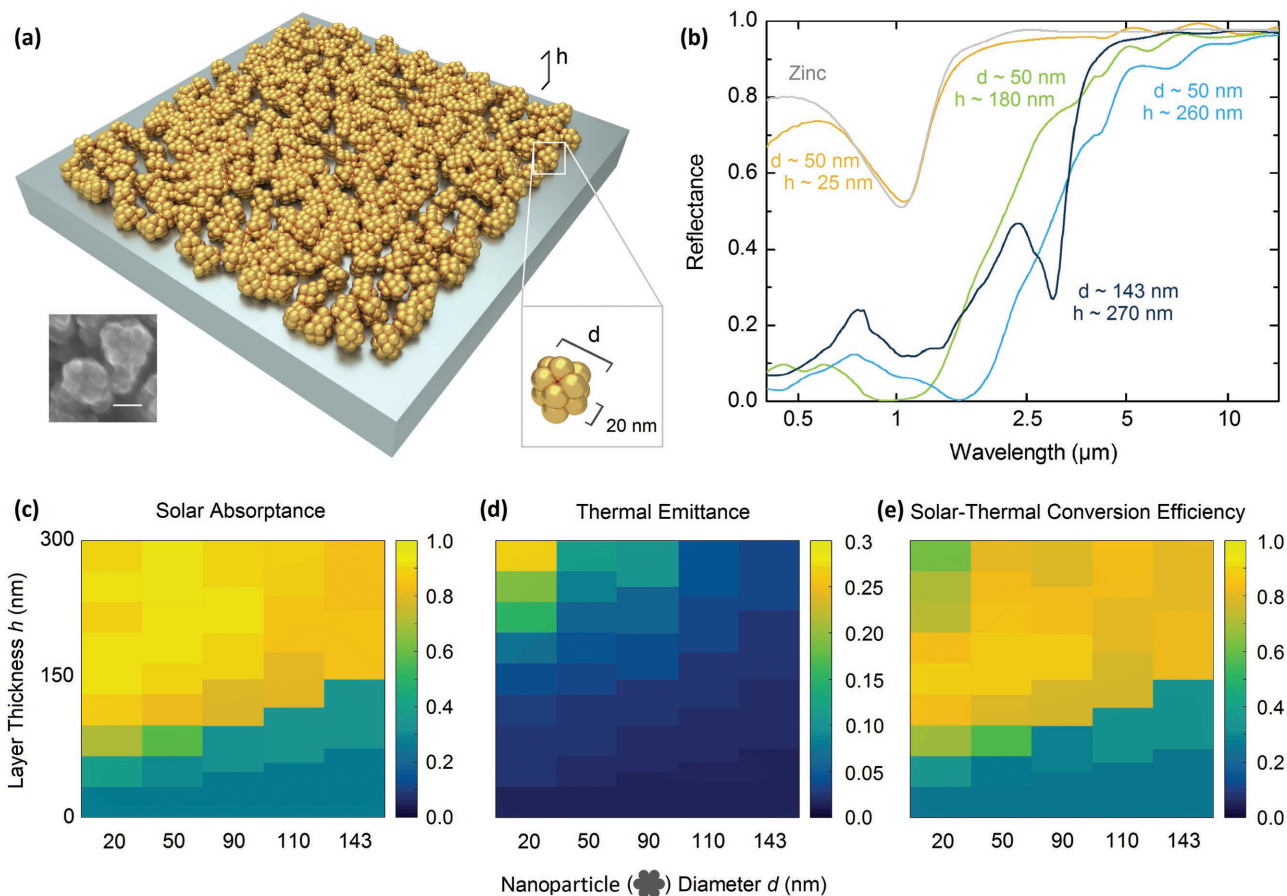 (a)
h
d
20 nm
(b)
Reflectance
1.0
0.8
0.6
0.4
0.2
0.0
Zinc
d ~ 50 nm
h ~ 25 nm
d ~ 50 nm
h ~ 180 nm
d ~ 50 nm
h ~ 260 nm
d ~ 143 nm
h ~ 270 nm
0.5 1 2.5 5 10
Wavelength (µm)
(c) Solar Absorptance
Layer Thickness h (nm)
300
150
0
1.0
0.8
0.6
0.4
0.2
0.0
20 50 90 110 143
(d) Thermal Emittance
0.3
0.25
0.20
0.15
0.10
0.05
0.0
20 50 90 110 143
(e) Solar-Thermal Conversion Efficiency
1.0
0.8
0.6
0.4
0.2
0.0
20 50 90 110 143
Nanoparticle ( ) Diameter d (nm)